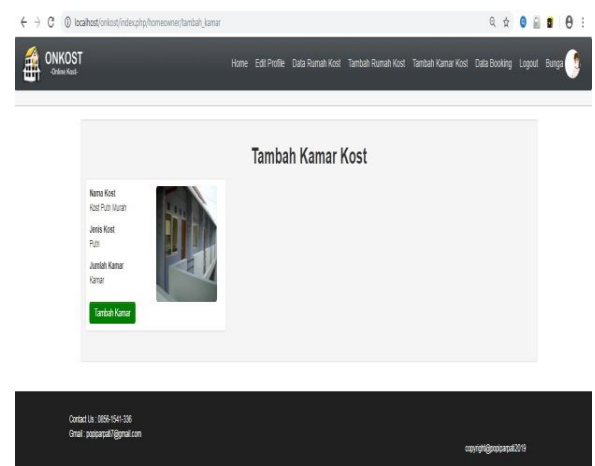 localhost/onkost/index.php/homeowner/tambah_kamar
ONKOST
-Online Kost-
Home Edit Profile Data Rumah Kost Tambah Rumah Kost Tambah Kamar Kost Data Booking Logout Bunga
Tambah Kamar Kost
Nama Kost
Kost Putri Murah
Jenis Kost
Putri
Jumlah Kamar
Kamar
Tambah Kamar
Contact Us : 0856-1541-336
Gmail : popiparpati7@gmail.com
copyright@popiparpati2019